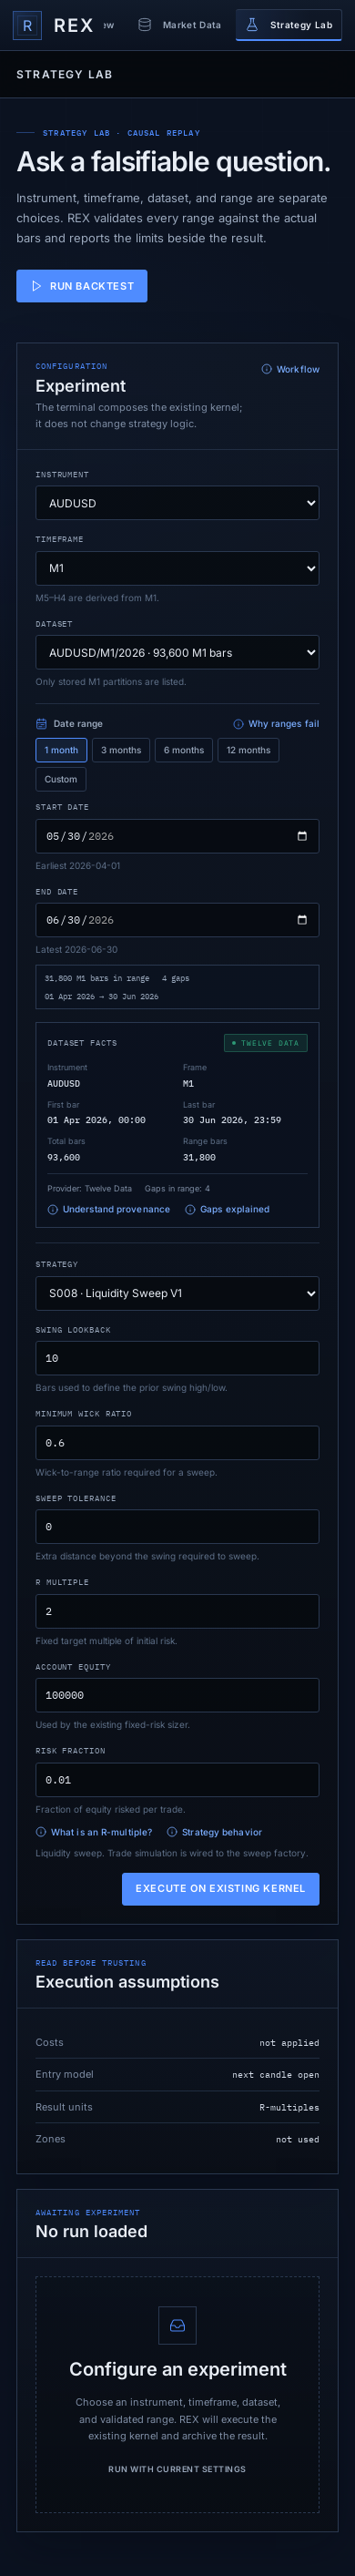 R REX ew Market Data Strategy Lab
STRATEGY LAB
STRATEGY LAB · CAUSAL REPLAY
Ask a falsifiable question.
Instrument, timeframe, dataset, and range are separate
choices. REX validates every range against the actual
bars and reports the limits beside the result.
RUN BACKTEST
CONFIGURATION
Workflow
Experiment
The terminal composes the existing kernel;
it does not change strategy logic.
INSTRUMENT
AUDUSD
TIMEFRAME
M1
M5–H4 are derived from M1.
DATASET
AUDUSD/M1/2026 · 93,600 M1 bars
Only stored M1 partitions are listed.
Date range Why ranges fail
1 month 3 months 6 months 12 months
Custom
START DATE
05/30/2026
Earliest 2026-04-01
END DATE
06/30/2026
Latest 2026-06-30
31,800 M1 bars in range 4 gaps
01 Apr 2026 → 30 Jun 2026
DATASET FACTS TWELVE DATA
Instrument Frame
AUDUSD M1
First bar Last bar
01 Apr 2026, 00:00 30 Jun 2026, 23:59
Total bars Range bars
93,600 31,800
Provider: Twelve Data Gaps in range: 4
Understand provenance Gaps explained
STRATEGY
S008 · Liquidity Sweep V1
SWING LOOKBACK
10
Bars used to define the prior swing high/low.
MINIMUM WICK RATIO
0.6
Wick-to-range ratio required for a sweep.
SWEEP TOLERANCE
0
Extra distance beyond the swing required to sweep.
R MULTIPLE
2
Fixed target multiple of initial risk.
ACCOUNT EQUITY
100000
Used by the existing fixed-risk sizer.
RISK FRACTION
0.01
Fraction of equity risked per trade.
What is an R-multiple? Strategy behavior
Liquidity sweep. Trade simulation is wired to the sweep factory.
EXECUTE ON EXISTING KERNEL
READ BEFORE TRUSTING
Execution assumptions
Costs not applied
Entry model next candle open
Result units R-multiples
Zones not used
AWAITING EXPERIMENT
No run loaded
Configure an experiment
Choose an instrument, timeframe, dataset,
and validated range. REX will execute the
existing kernel and archive the result.
RUN WITH CURRENT SETTINGS